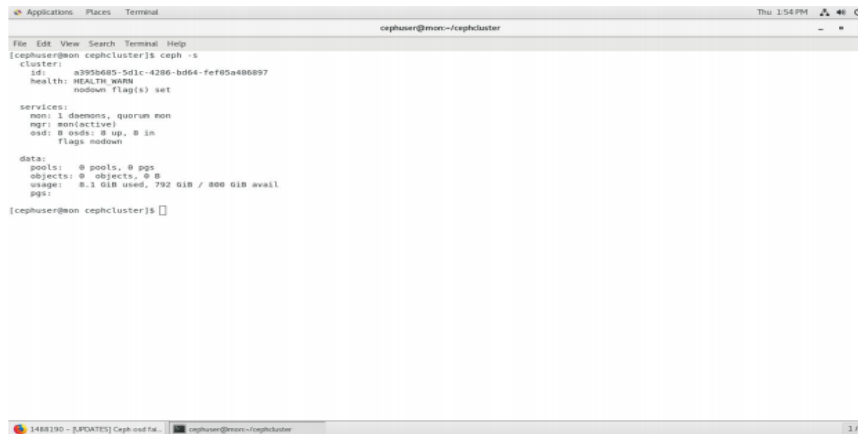 Applications Places Terminal Thu 1:54 PM
cephuser@mon:~/cephcluster
File Edit View Search Terminal Help
[cephuser@mon cephcluster]$ ceph -s
cluster:
id: a395b685-5d1c-4286-bd64-fef05a486897
health: HEALTH_WARN
nodown flag(s) set
services:
mon: 1 daemons, quorum mon
mgr: mon(active)
osd: 8 osds: 8 up, 8 in
flags nodown
data:
pools: 0 pools, 0 pgs
objects: 0 objects, 0 B
usage: 8.1 GiB used, 792 GiB / 800 GiB avail
pgs:
[cephuser@mon cephcluster]$
1488190 – [UPDATES] Ceph osd fai... cephuser@mon:~/cephcluster 1 /